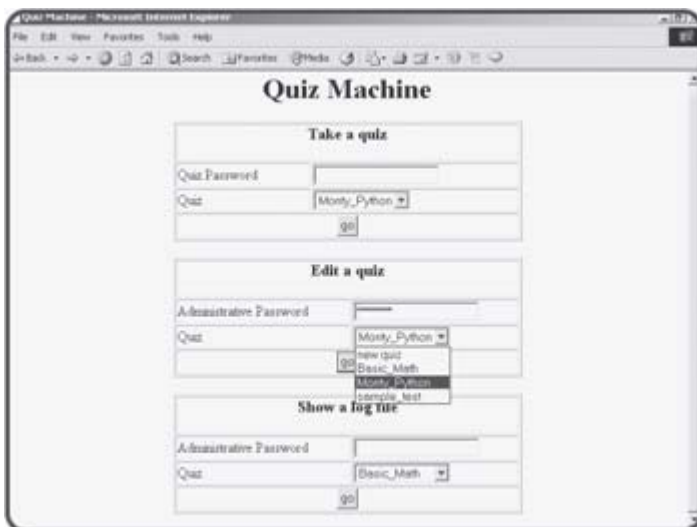 Quiz Machine - Microsoft Internet Explorer
File Edit View Favorites Tools Help
Back Search Favorites Media
Quiz Machine
Take a quiz
Quiz Password
Quiz Monty_Python
go
Edit a quiz
Administrative Password
Quiz Monty_Python
go
new quiz
Basic_Math
Monty_Python
sample_test
Show a log file
Administrative Password
Quiz Basic_Math
go